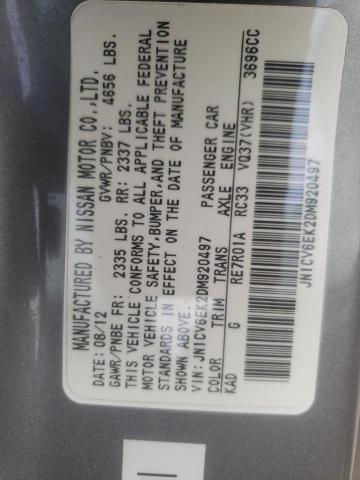 MANUFACTURED BY NISSAN MOTOR CO.,LTD.
DATE: 08/12 GVWR/PNBV: 4656 LBS.
GAWR/PNBE FR: 2335 LBS. RR: 2337 LBS.
THIS VEHICLE CONFORMS TO ALL APPLICABLE FEDERAL
MOTOR VEHICLE SAFETY,BUMPER,AND THEFT PREVENTION
STANDARDS IN EFFECT ON THE DATE OF MANUFACTURE
SHOWN ABOVE.
VIN: JN1CV6EK2DM920497 PASSENGER CAR
COLOR TRIM TRANS AXLE ENGINE
KAD G RE7R01A RC33 VQ37(VHR) 3696CC
JN1CV6EK2DM920497